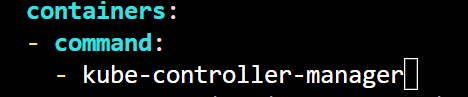 containers:
- command:
- kube-controller-manager